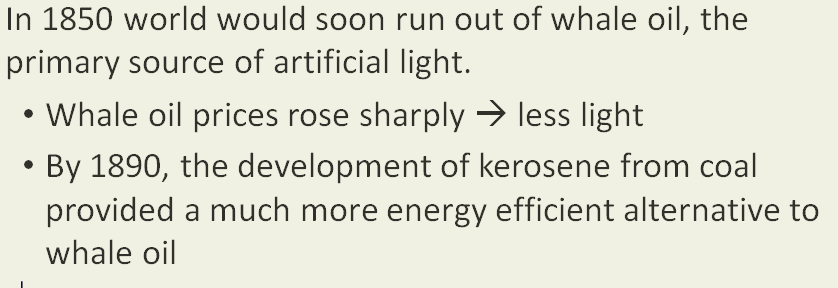 In 1850 world would soon run out of whale oil, the
primary source of artificial light.
• Whale oil prices rose sharply → less light
• By 1890, the development of kerosene from coal
provided a much more energy efficient alternative to
whale oil